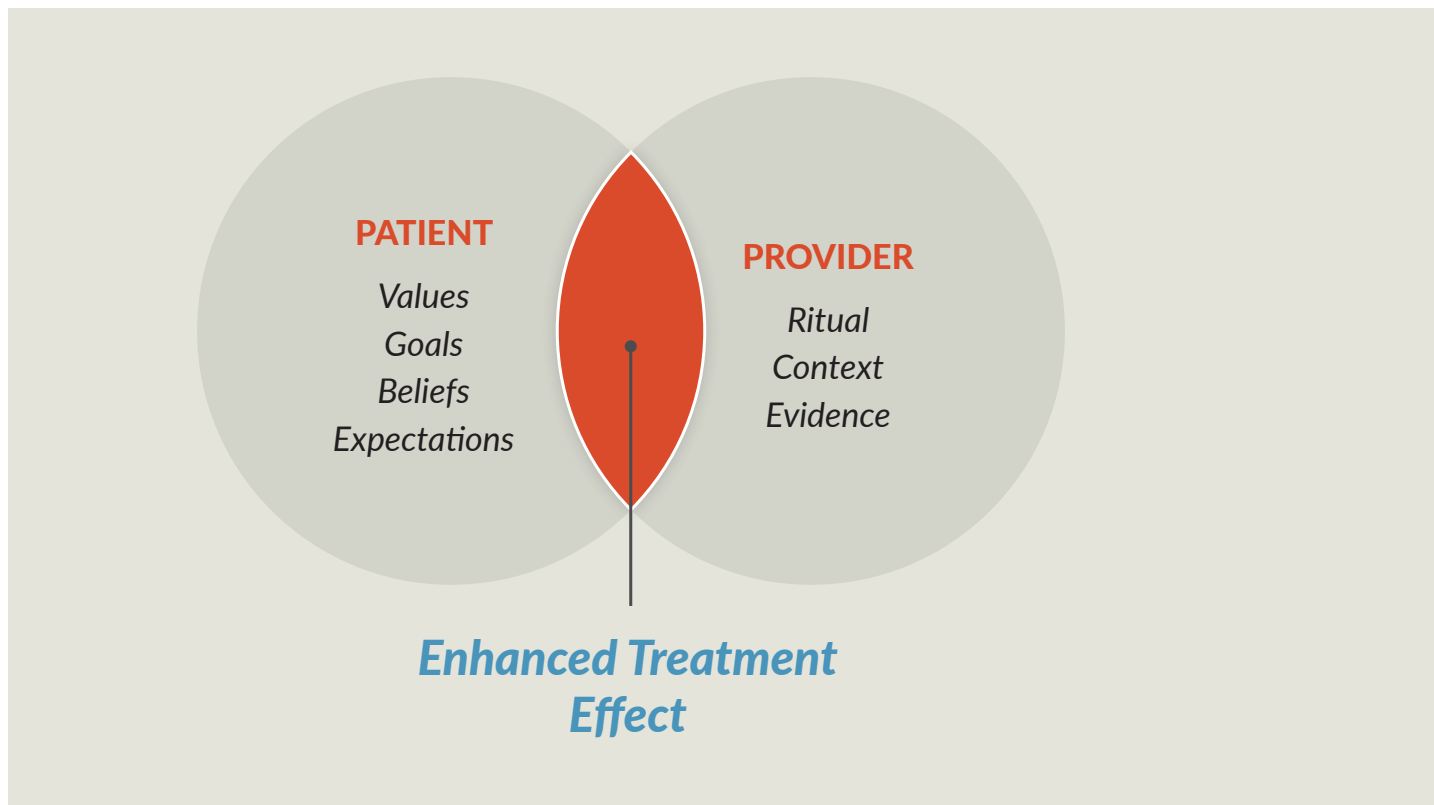 PATIENT
Values
Goals
Beliefs
Expectations
PROVIDER
Ritual
Context
Evidence
Enhanced Treatment
Effect